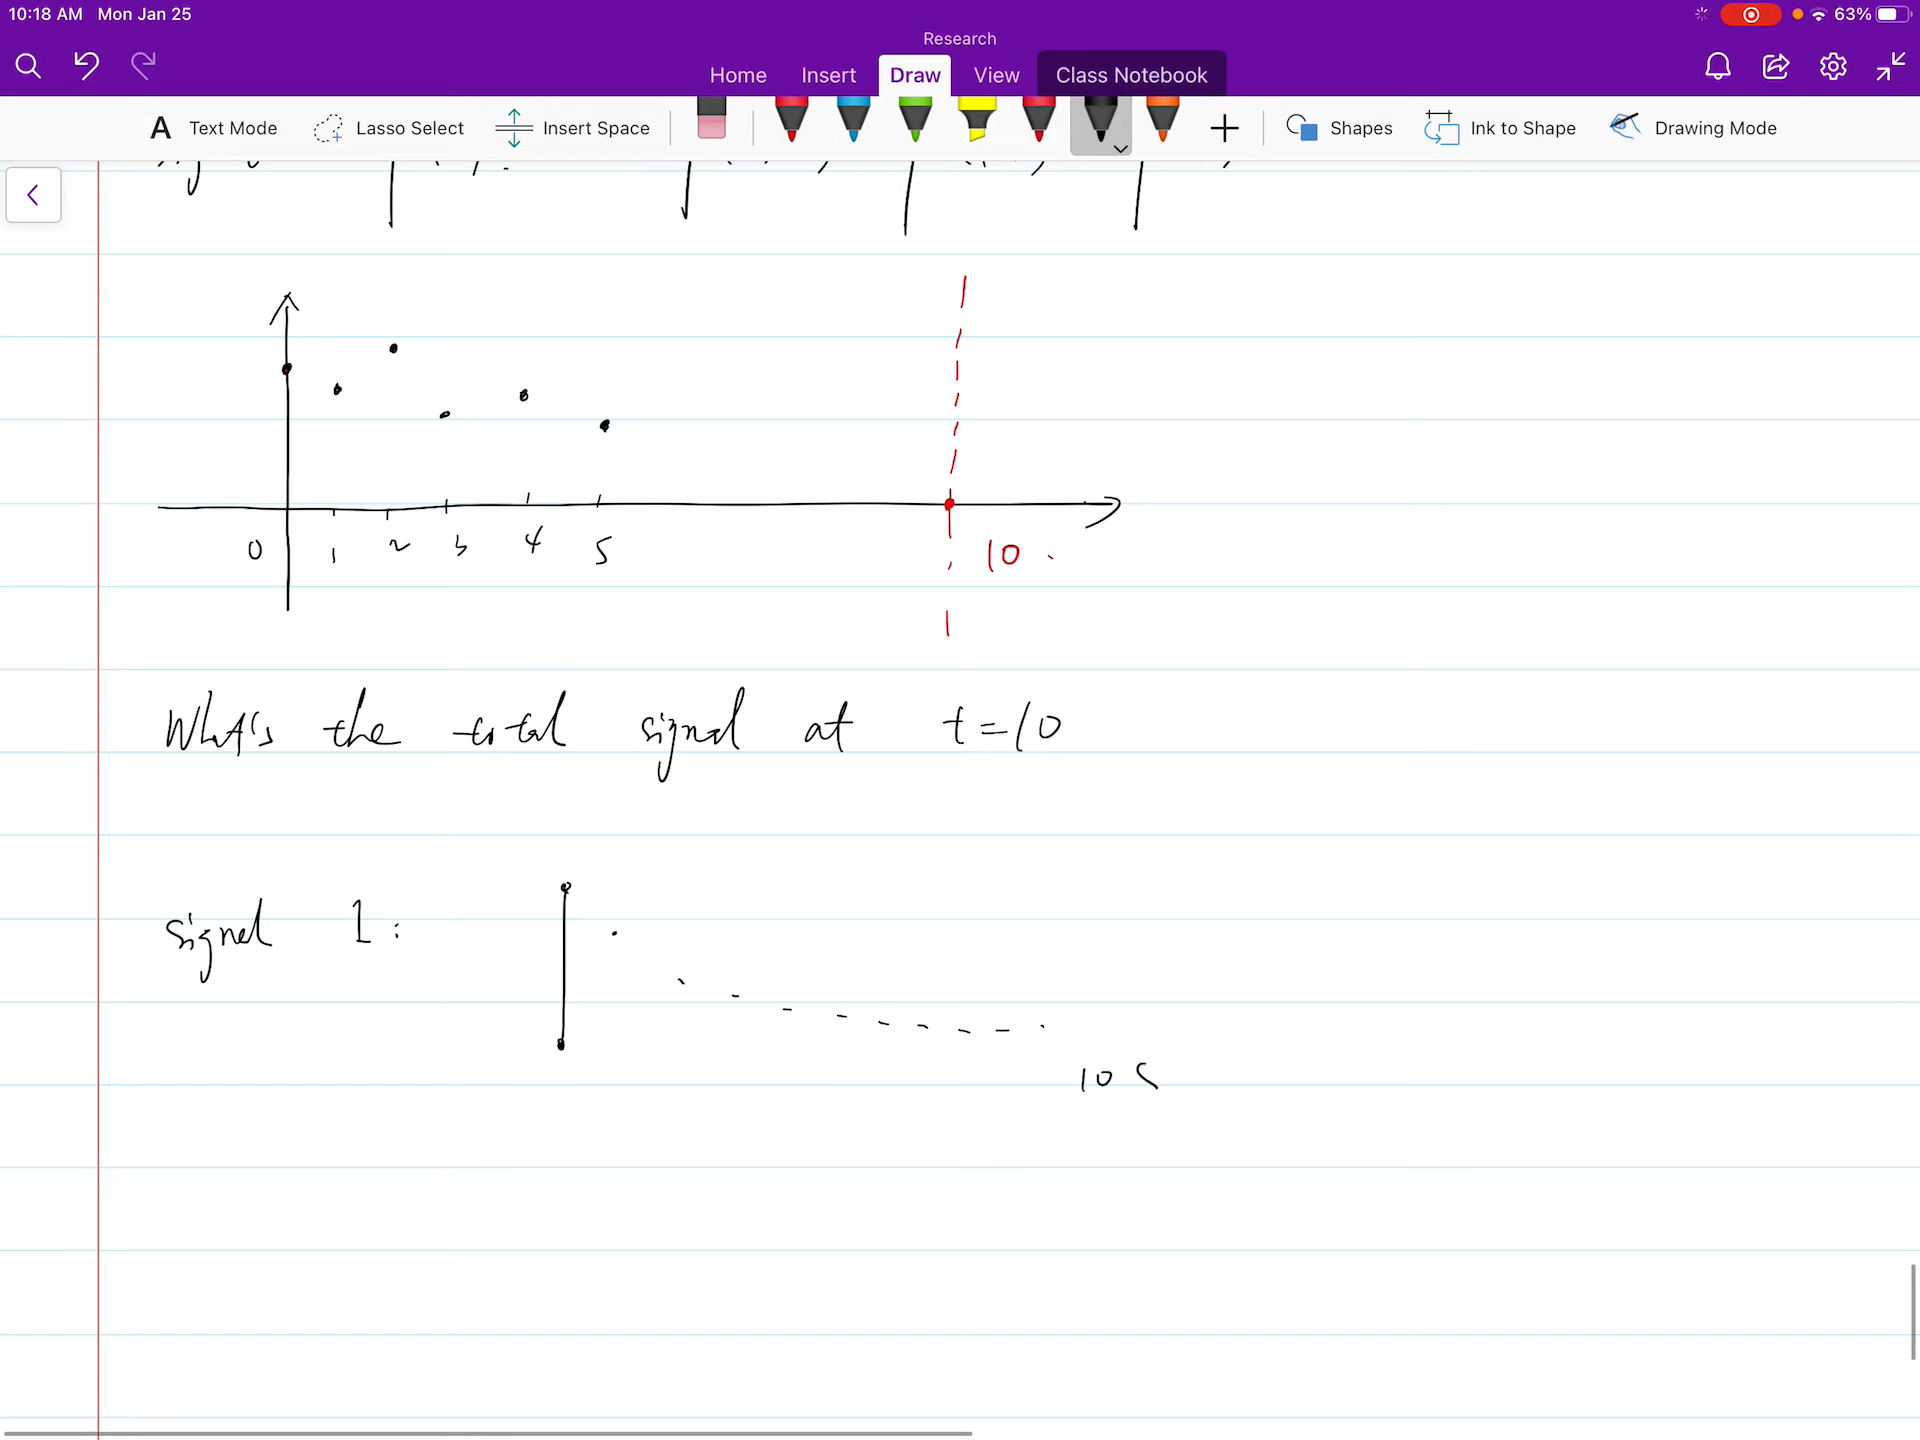 10:18 AM Mon Jan 25
63%
Research
Home Insert Draw View Class Notebook
A Text Mode Lasso Select Insert Space Shapes Ink to Shape Drawing Mode
0 1 2 3 4 5 10
What's the total signal at t=10
signal 1:
10 s